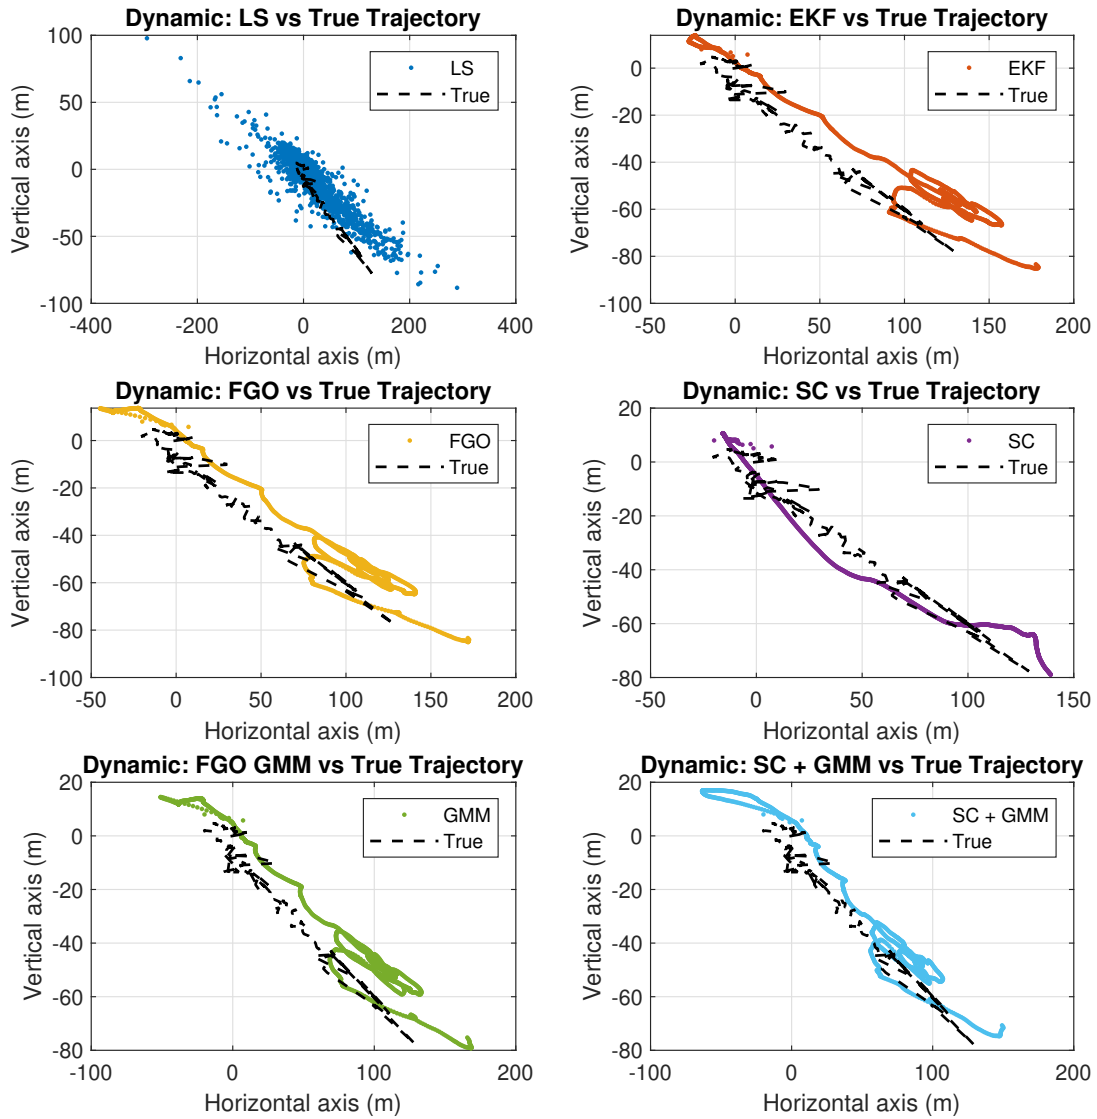 Dynamic: LS vs True Trajectory
100
50
0
-50
-100
-400
-200
0
200
400
Vertical axis (m)
Horizontal axis (m)
LS
True
Dynamic: EKF vs True Trajectory
0
-20
-40
-60
-80
-100
-50
0
50
100
150
200
Vertical axis (m)
Horizontal axis (m)
EKF
True
Dynamic: FGO vs True Trajectory
0
-20
-40
-60
-80
-100
-50
0
50
100
150
200
Vertical axis (m)
Horizontal axis (m)
FGO
True
Dynamic: SC vs True Trajectory
20
0
-20
-40
-60
-80
-50
0
50
100
150
Vertical axis (m)
Horizontal axis (m)
SC
True
Dynamic: FGO GMM vs True Trajectory
20
0
-20
-40
-60
-80
-100
0
100
200
Vertical axis (m)
Horizontal axis (m)
GMM
True
Dynamic: SC + GMM vs True Trajectory
20
0
-20
-40
-60
-80
-100
0
100
200
Vertical axis (m)
Horizontal axis (m)
SC + GMM
True